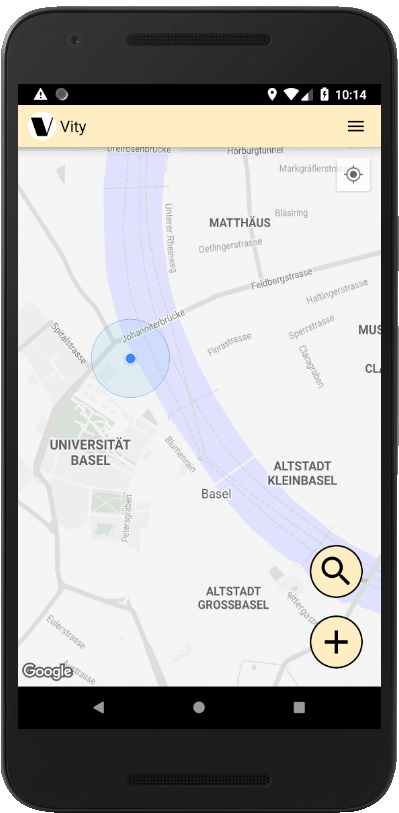 10:14
Vity
Dreirosenbrücke
Horburgtunnel
Markgräflerstra
Unterer Rheinweg
MATTHÄUS
Bläsiring
Oetlingerstrasse
Feldbergstrasse
Haltingerstrasse
Johanniterbrücke
Spitalstrasse
Sperrstrasse
MUS
Florastrasse
Claragraben
CLA
UNIVERSITÄT
BASEL
Blumenrain
ALTSTADT
KLEINBASEL
Basel
Petersgraben
ALTSTADT
GROSSBASEL
Rittergasse
Eulerstrasse
Google